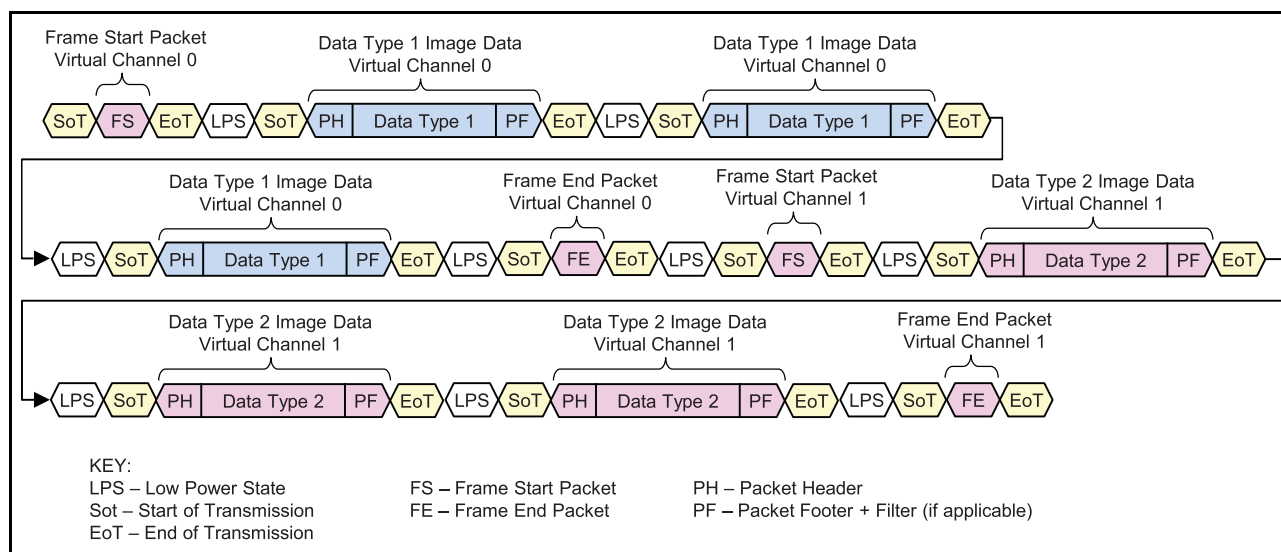 Frame Start Packet
Virtual Channel 0
Data Type 1 Image Data
Virtual Channel 0
Data Type 1 Image Data
Virtual Channel 0
SoT FS EoT LPS SoT PH Data Type 1 PF EoT LPS SoT PH Data Type 1 PF EoT
Data Type 1 Image Data
Virtual Channel 0
Frame End Packet
Virtual Channel 0
Frame Start Packet
Virtual Channel 1
Data Type 2 Image Data
Virtual Channel 1
LPS SoT PH Data Type 1 PF EoT LPS SoT FE EoT LPS SoT FS EoT LPS SoT PH Data Type 2 PF EoT
Data Type 2 Image Data
Virtual Channel 1
Data Type 2 Image Data
Virtual Channel 1
Frame End Packet
Virtual Channel 1
LPS SoT PH Data Type 2 PF EoT LPS SoT PH Data Type 2 PF EoT LPS SoT FE EoT
KEY:
LPS – Low Power State
Sot – Start of Transmission
EoT – End of Transmission
FS – Frame Start Packet
FE – Frame End Packet
PH – Packet Header
PF – Packet Footer + Filter (if applicable)